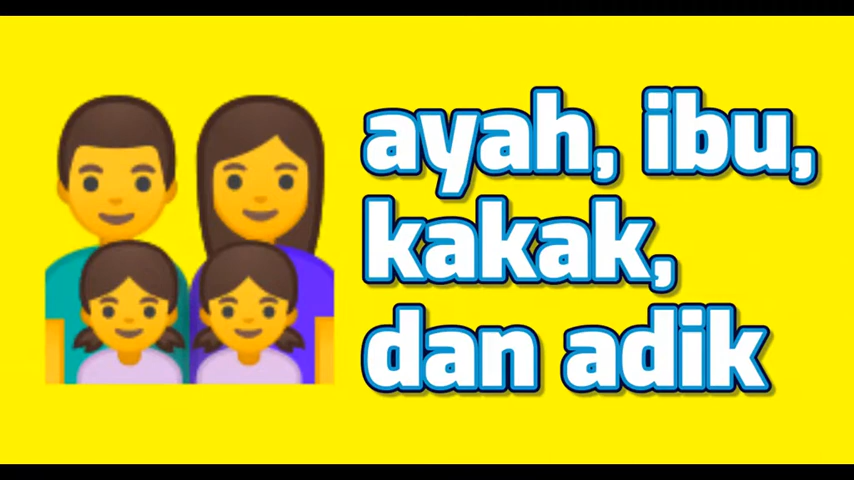 ayah, ibu,
kakak,
dan adik